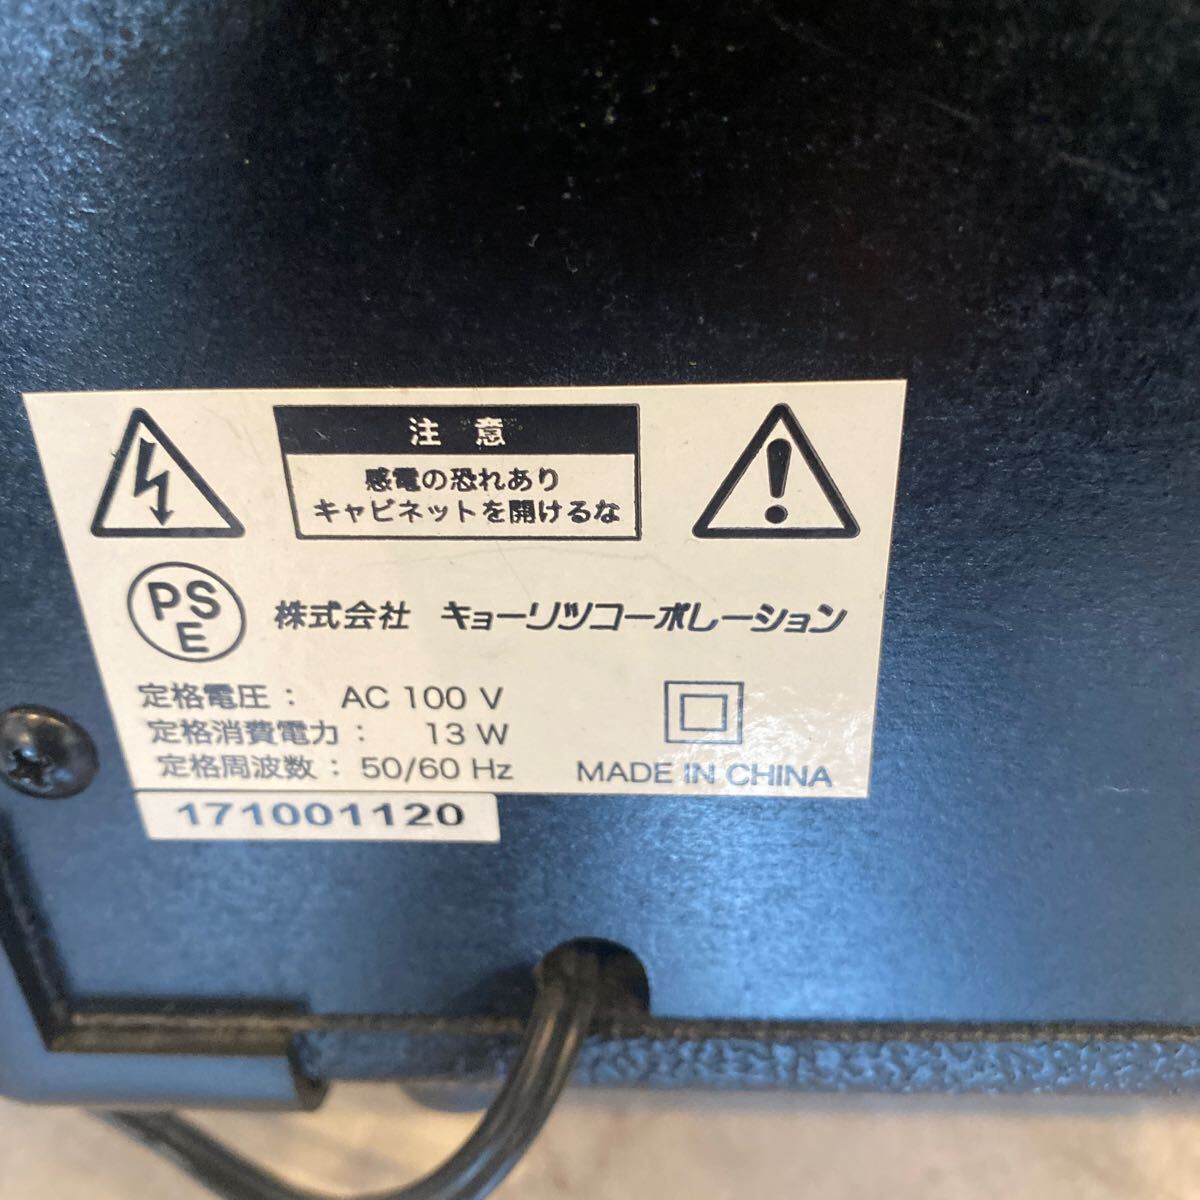 注 意
感電の恐れあり
キャビネットを開けるな
PS
E
株式会社 キョーリツコーポレーション
定格電圧： AC 100 V
定格消費電力： 13 W
定格周波数： 50/60 Hz
MADE IN CHINA
171001120